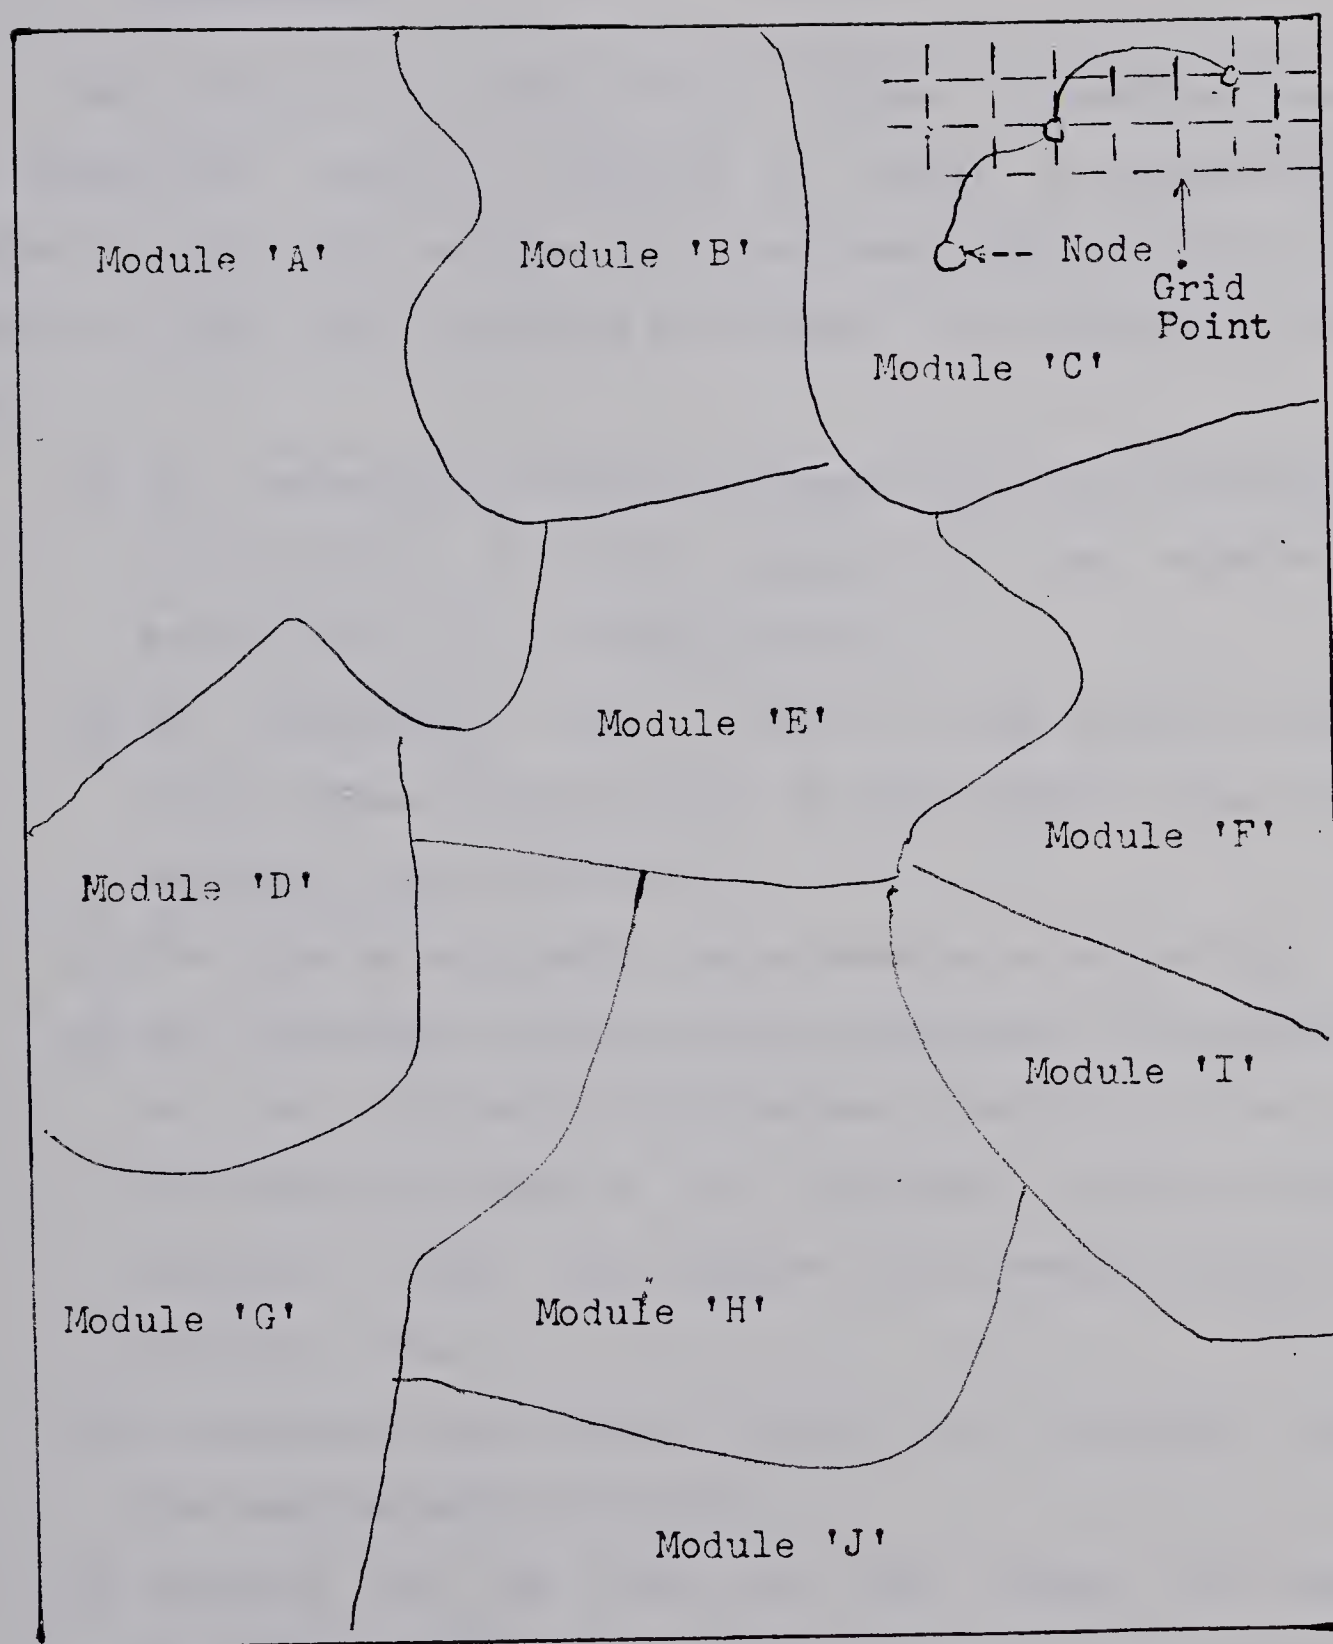 Module 'A'
Module 'B'
<-- Node
Grid
Point
Module 'C'
Module 'E'
Module 'F'
Module 'D'
Module 'I'
Module 'G'
Module 'H'
Module 'J'